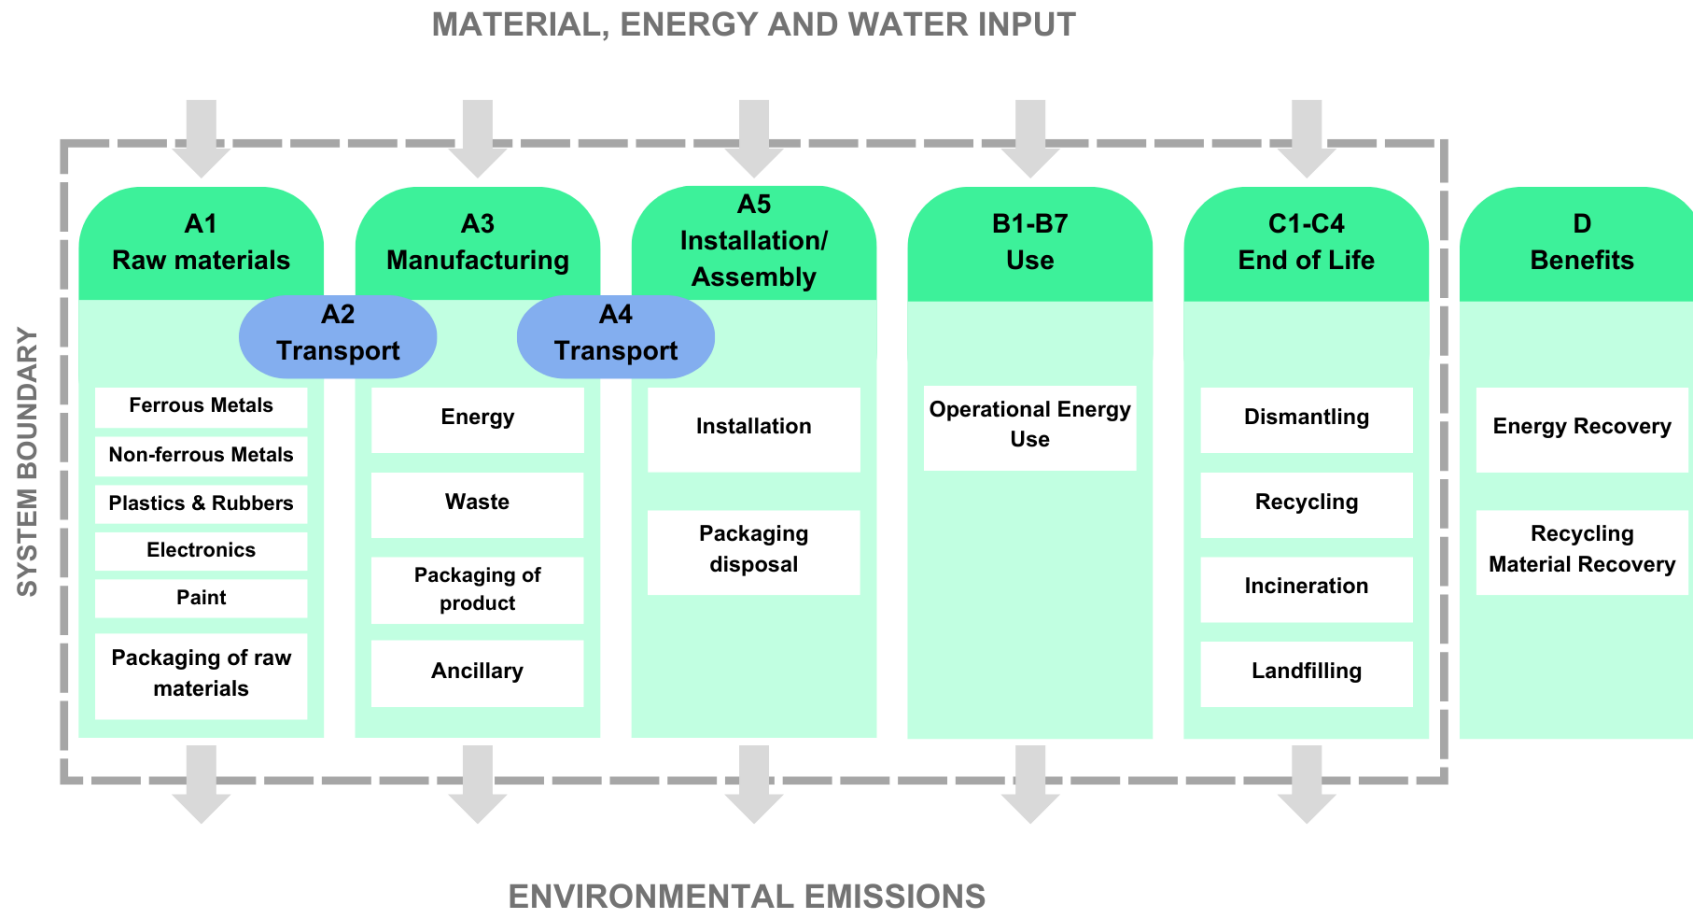 MATERIAL, ENERGY AND WATER INPUT
SYSTEM BOUNDARY
A1
Raw materials
A2
Transport
Ferrous Metals
Non-ferrous Metals
Plastics & Rubbers
Electronics
Paint
Packaging of raw
materials
A3
Manufacturing
Energy
Waste
Packaging of
product
Ancillary
A4
Transport
A5
Installation/
Assembly
Installation
Packaging
disposal
B1-B7
Use
Operational Energy
Use
C1-C4
End of Life
Dismantling
Recycling
Incineration
Landfilling
D
Benefits
Energy Recovery
Recycling
Material Recovery
ENVIRONMENTAL EMISSIONS